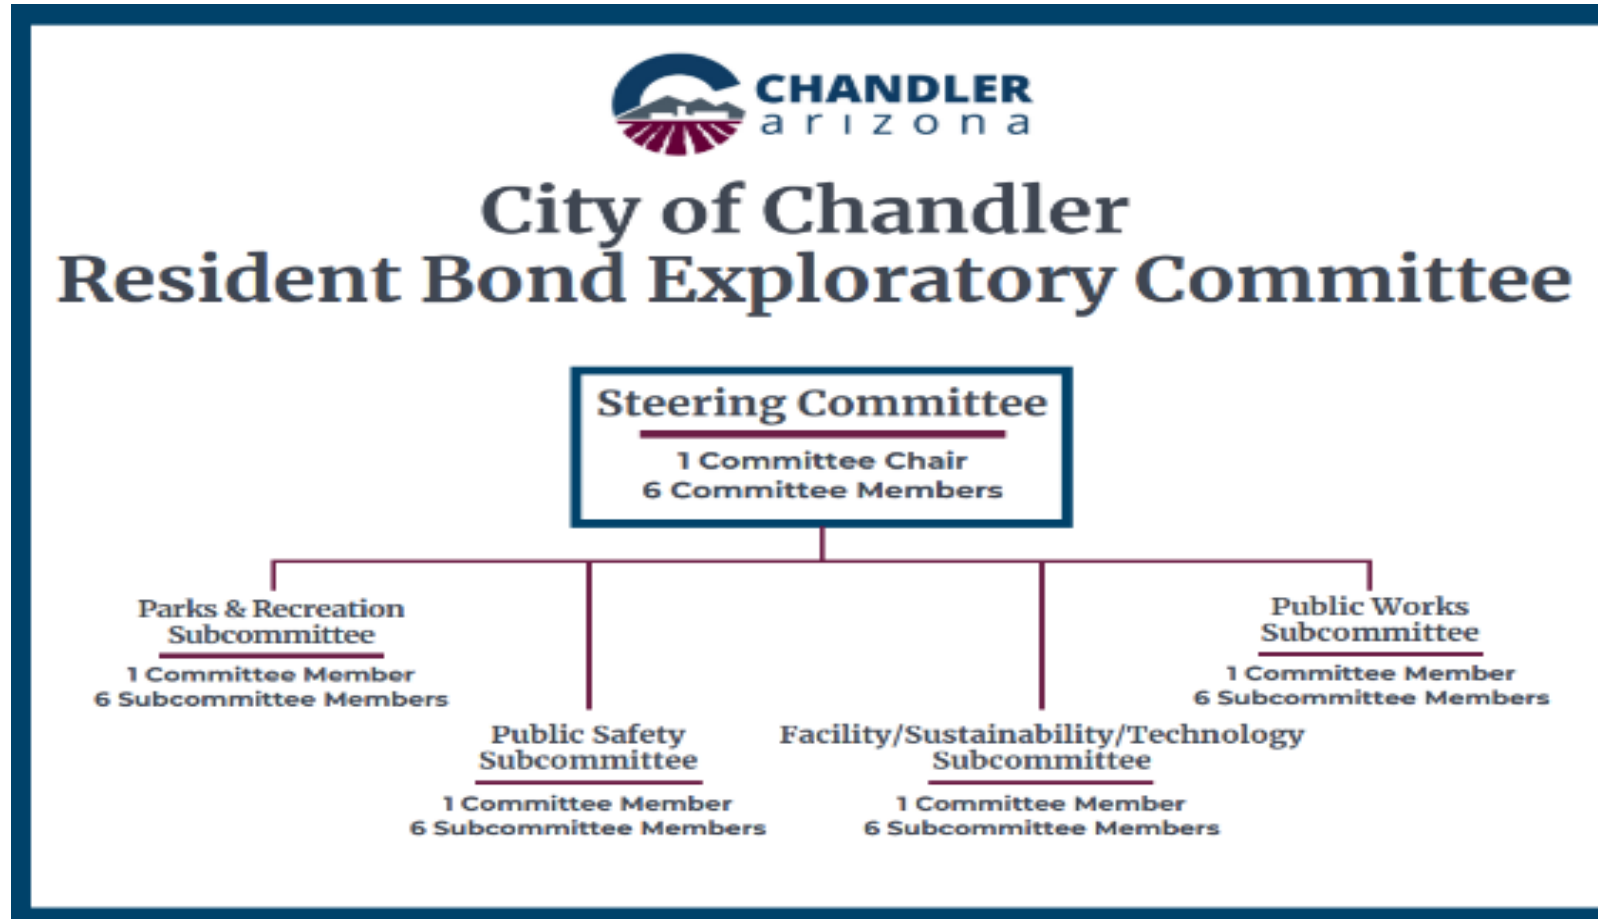 CHANDLER
arizona
City of Chandler
Resident Bond Exploratory Committee
Steering Committee
1 Committee Chair
6 Committee Members
Parks & Recreation
Subcommittee
1 Committee Member
6 Subcommittee Members
Public Safety
Subcommittee
1 Committee Member
6 Subcommittee Members
Facility/Sustainability/Technology
Subcommittee
1 Committee Member
6 Subcommittee Members
Public Works
Subcommittee
1 Committee Member
6 Subcommittee Members